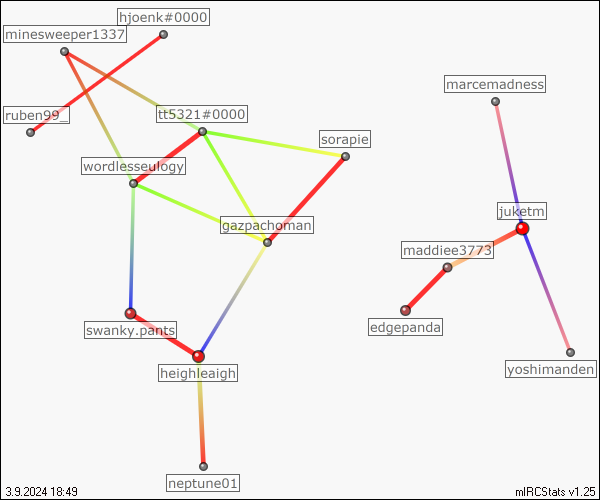 hjoenk#0000
minesweeper1337
marcemadness
ruben99_
tt5321#0000
sorapie
wordlesseulogy
juketm
gazpachoman
maddiee3773
edgepanda
swanky.pants
heighleaigh
yoshimanden
neptune01
3.9.2024 18:49
mIRCStats v1.25